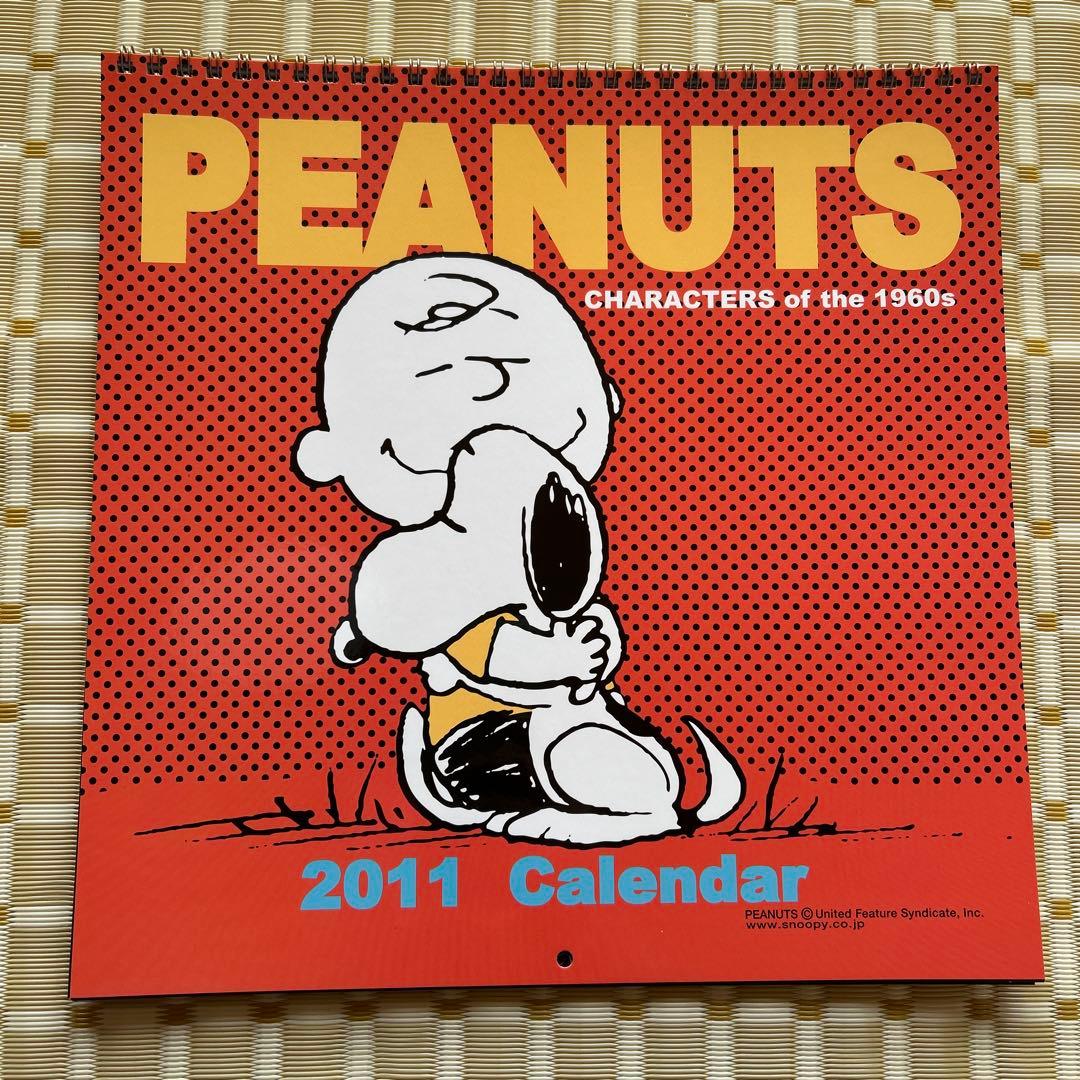 PEANUTS
CHARACTERS of the 1960s
2011 Calendar
PEANUTS © United Feature Syndicate, Inc.
www.snoopy.co.jp